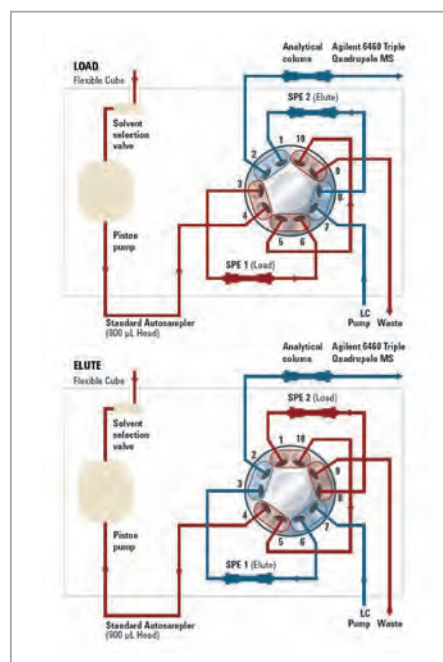 LOAD
Flexible Cube
Solvent
selection
valve
Piston
pump
Standard Autosampler
(900 µL Head)
Analytical
column
Agilent 6460 Triple
Quadrupole MS
SPE 2 (Elute)
1
10
2
9
3
8
4
7
5
6
SPE 1 (Load)
LC
Pump
Waste
ELUTE
Flexible Cube
Solvent
selection
valve
Piston
pump
Standard Autosampler
(900 µL Head)
Analytical
column
Agilent 6460 Triple
Quadrupole MS
SPE 2 (Load)
1
10
2
9
3
8
4
7
5
6
SPE 1 (Elute)
LC
Pump
Waste